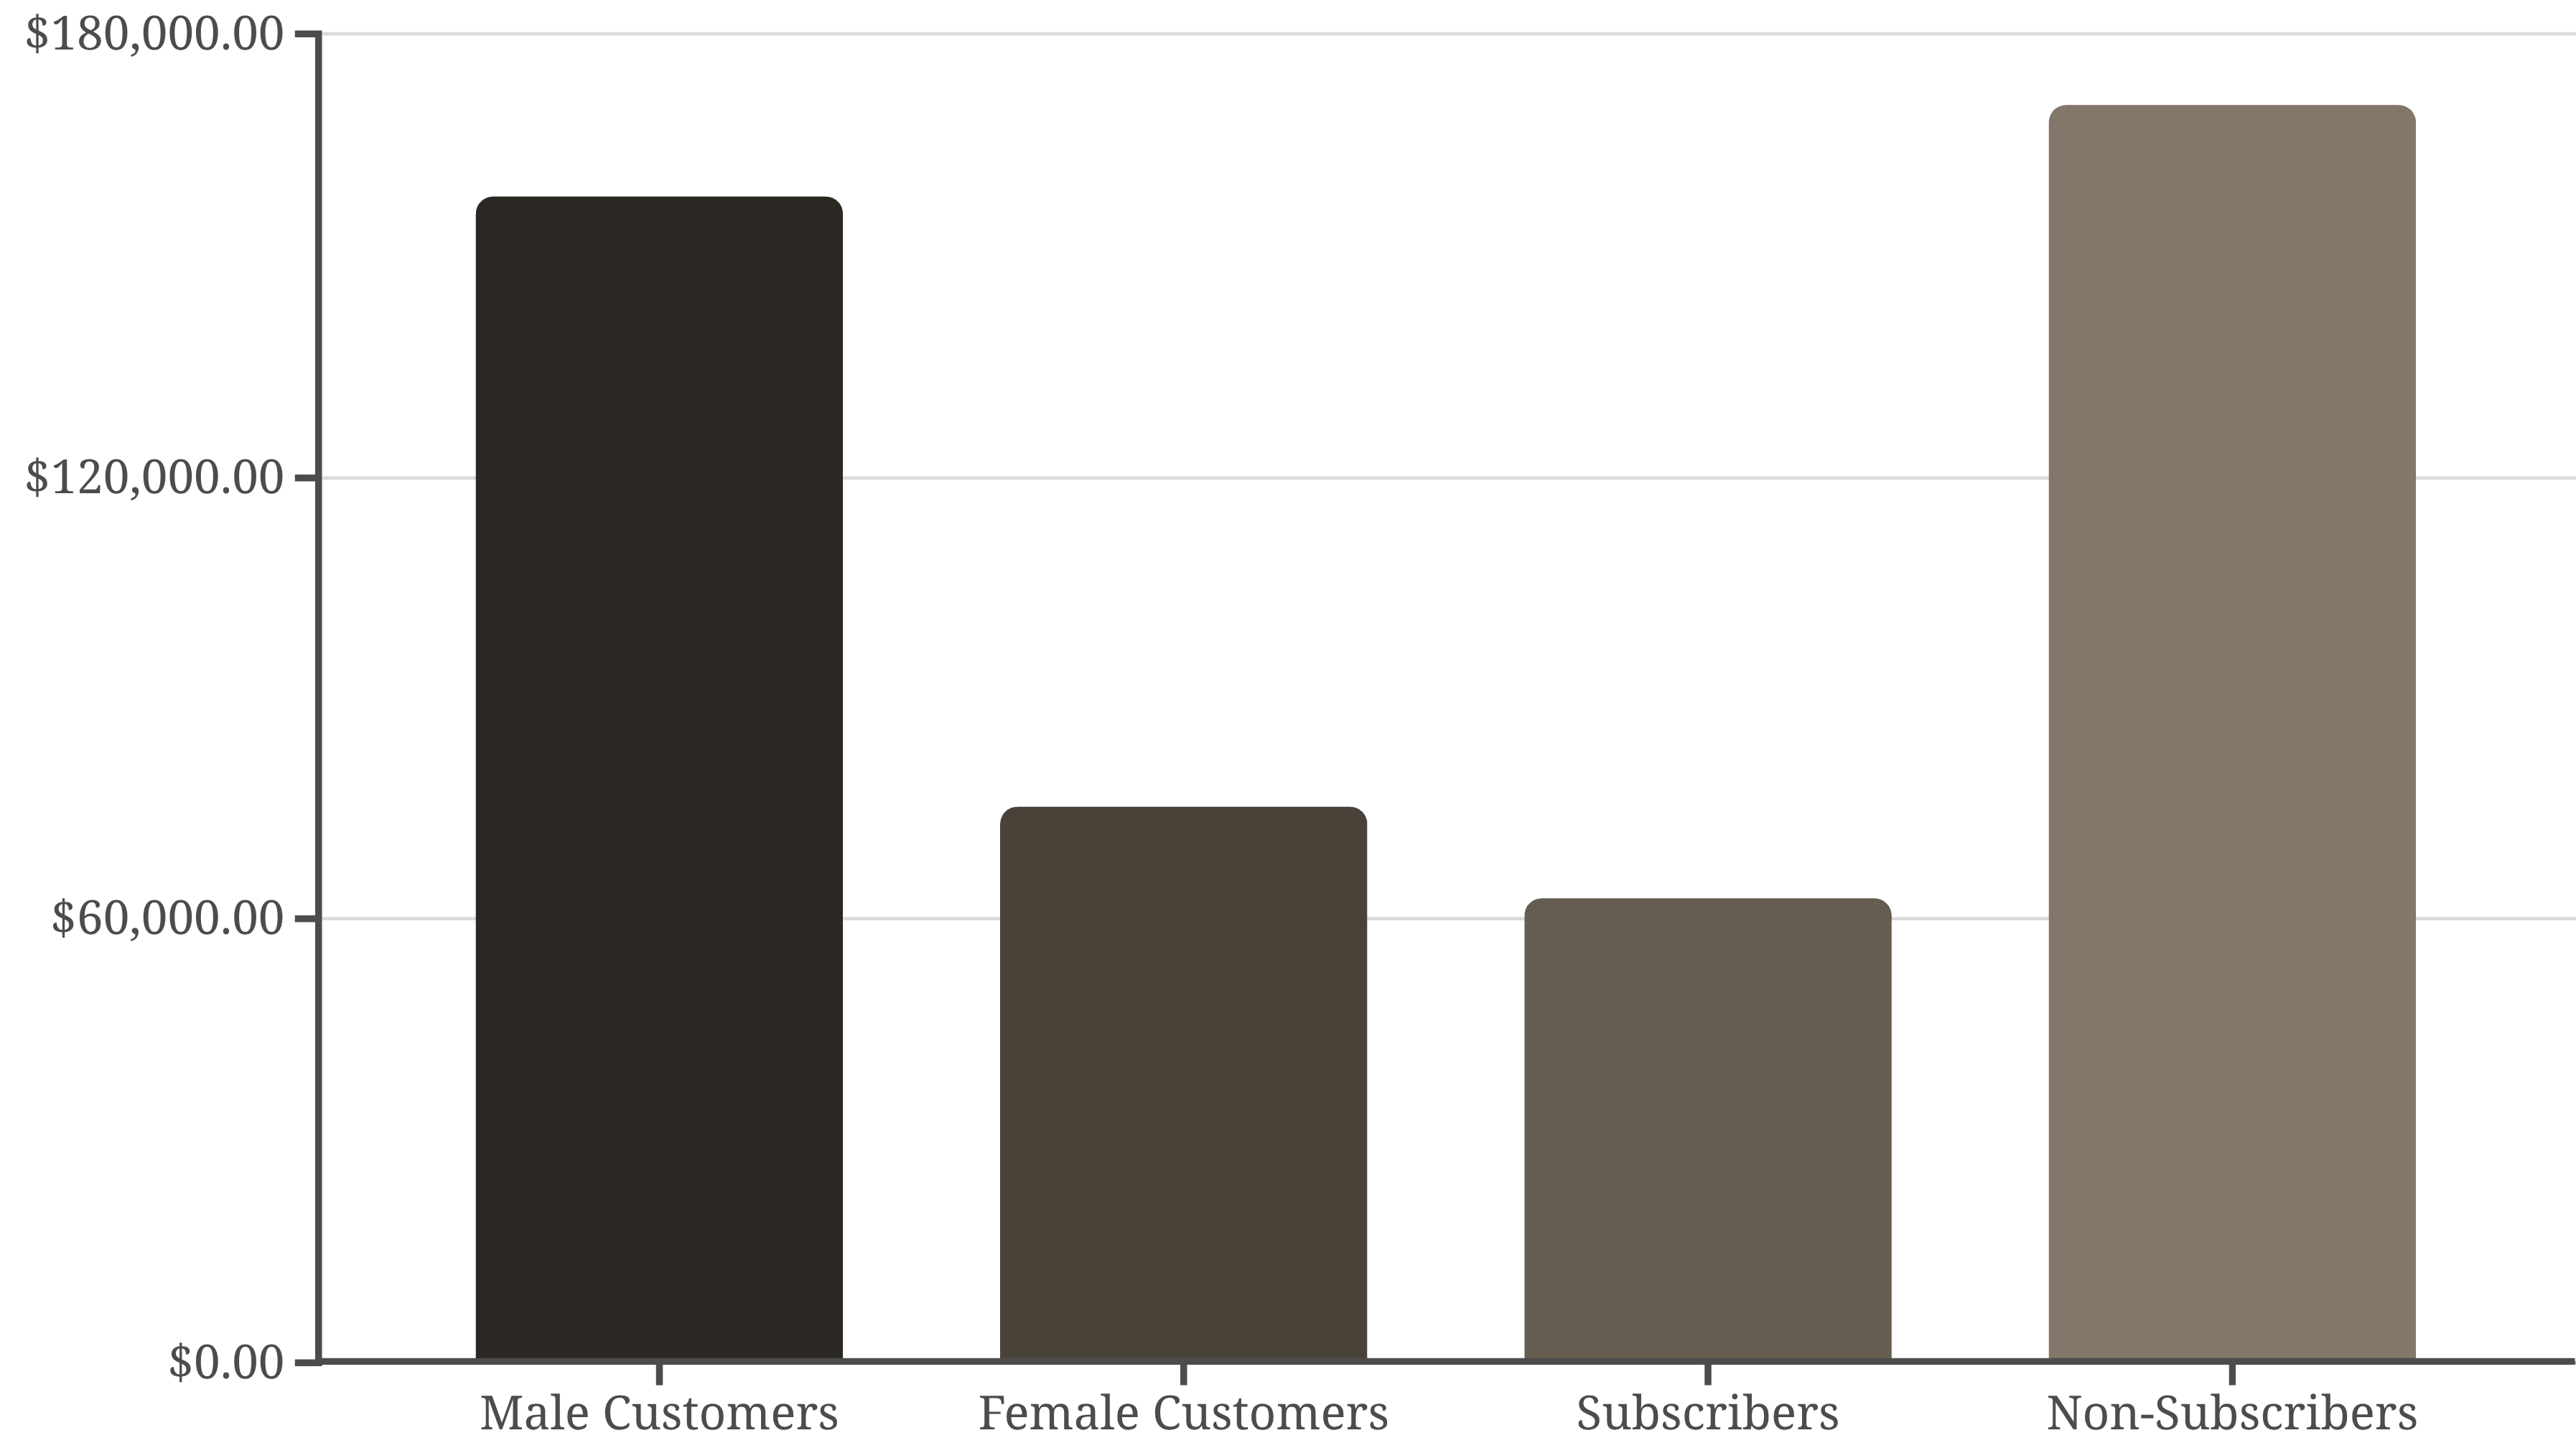 $180,000.00
$120,000.00
$60,000.00
$0.00
Male Customers
Female Customers
Subscribers
Non-Subscribers